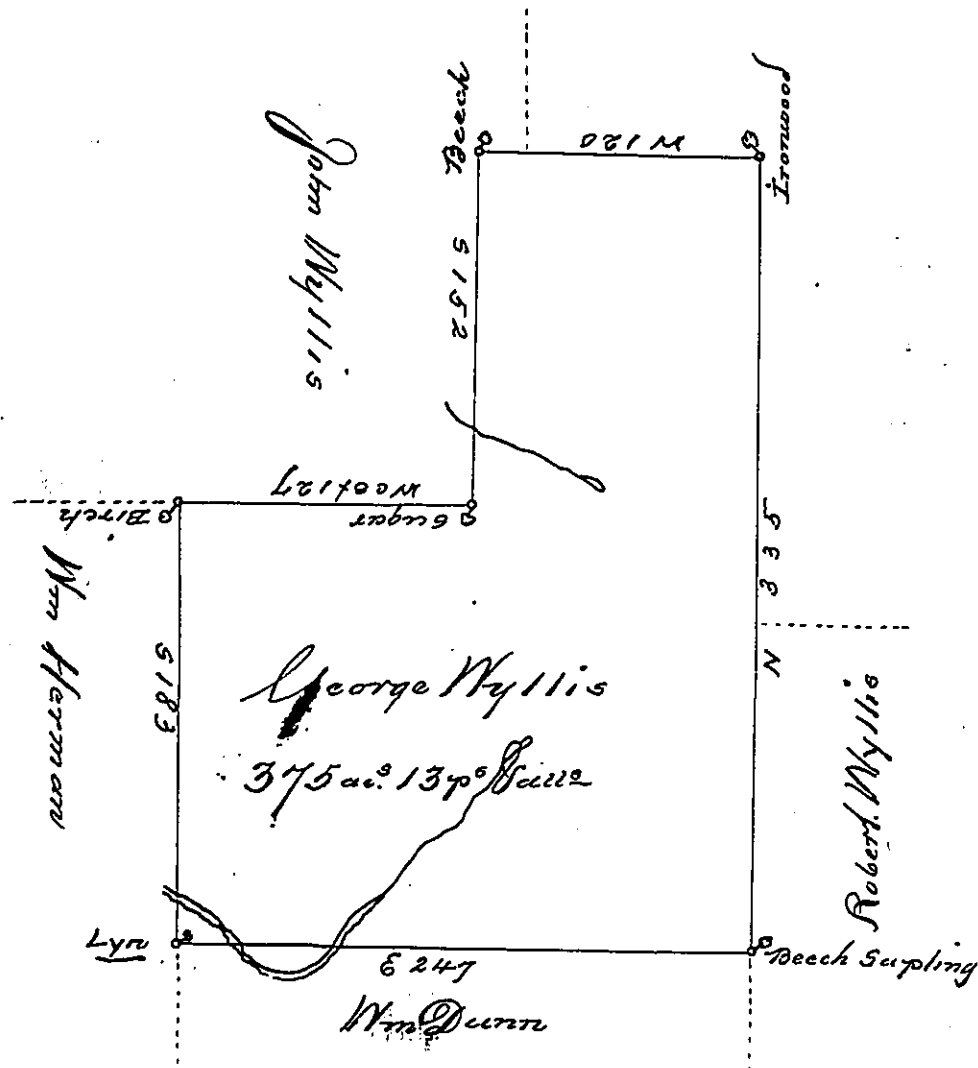 Beech
W 120
Ironwood
John Wyllis
S 152
West 127
Birch
Sugar
N 335
Wm Herman
S 183
George Wyllis
375 acs. 13 ps
Robert. Wyllis
Lyn
E 247
Beech Sapling
Wm Dunn